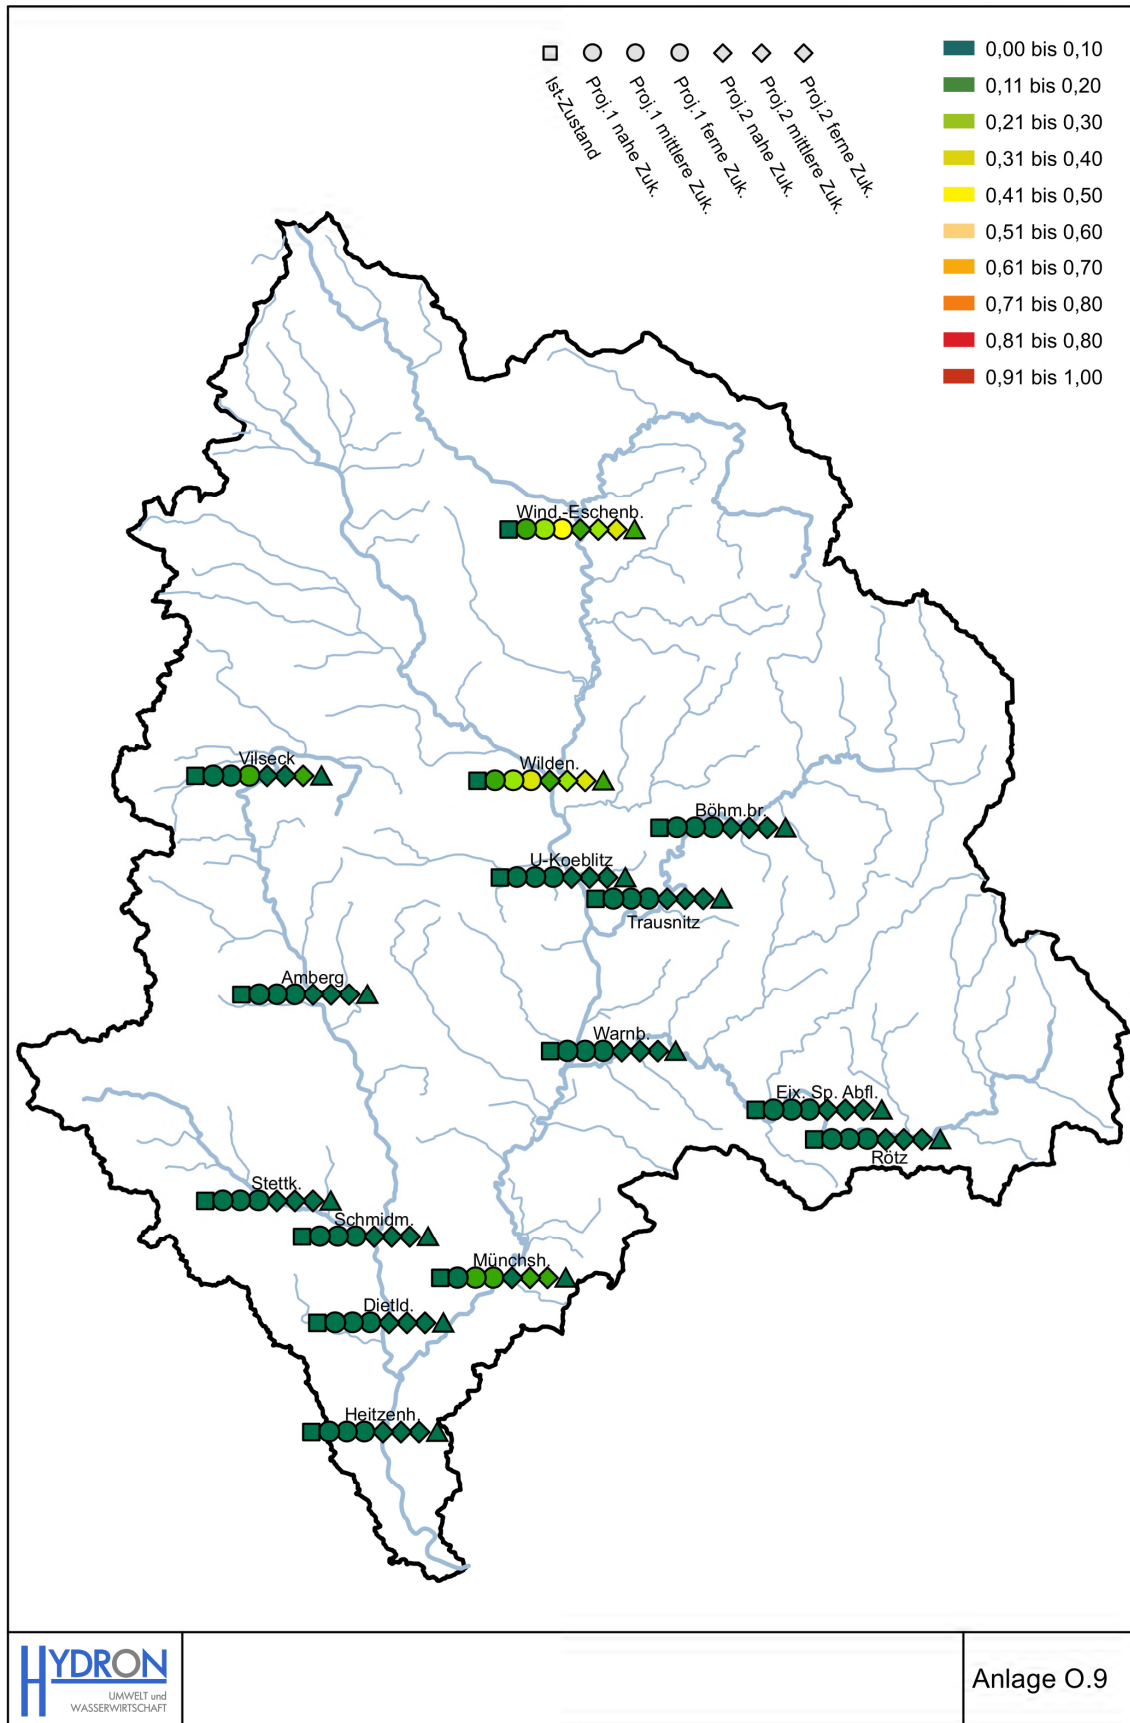 Ist-Zustand
Proj.1 nahe Zuk.
Proj.1 mittlere Zuk.
Proj.1 ferne Zuk.
Proj.2 nahe Zuk.
Proj.2 mittlere Zuk.
Proj.2 ferne Zuk.
0,00 bis 0,10
0,11 bis 0,20
0,21 bis 0,30
0,31 bis 0,40
0,41 bis 0,50
0,51 bis 0,60
0,61 bis 0,70
0,71 bis 0,80
0,81 bis 0,80
0,91 bis 1,00
Wind.-Eschenb.
Vilseck
Wilden.
Böhm.br.
U-Koeblitz
Trausnitz
Amberg
Warnb.
Eix. Sp. Abfl.
Rötz
Stettk.
Schmidm.
Münchsh.
Dietld.
Heitzenh.
HYDRON
UMWELT und
WASSERWIRTSCHAFT
Anlage O.9